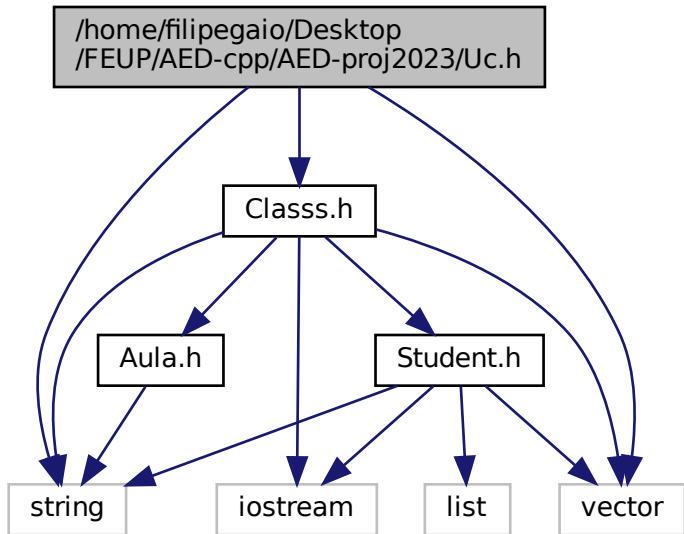 /home/filipegaio/Desktop
/FEUP/AED-cpp/AED-proj2023/Uc.h
Classs.h
Aula.h
Student.h
string
iostream
list
vector